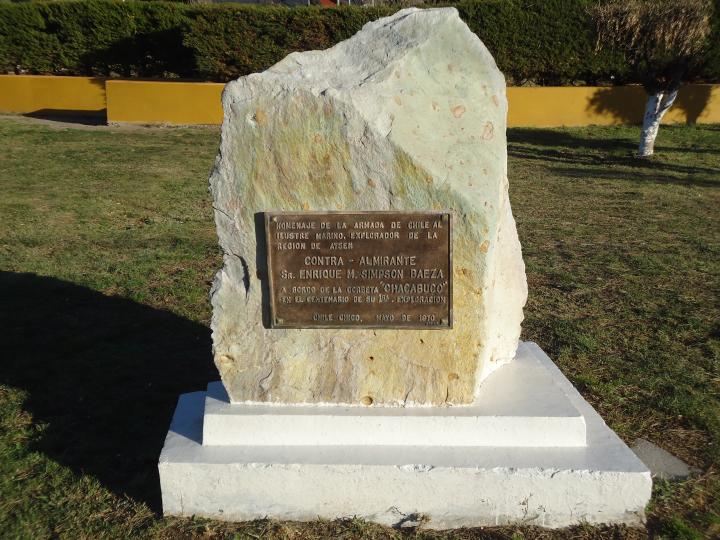 HOMENAJE DE LA ARMADA DE CHILE AL
ILUSTRE MARINO, EXPLORADOR DE LA
REGION DE AYSEN
CONTRA - ALMIRANTE
SR. ENRIQUE M. SIMPSON BAEZA
A BORDO DE LA CORBETA "CHACABUCO"
EN EL CENTENARIO DE SU 1RA. EXPLORACION
CHILE CHICO, MAYO DE 1970